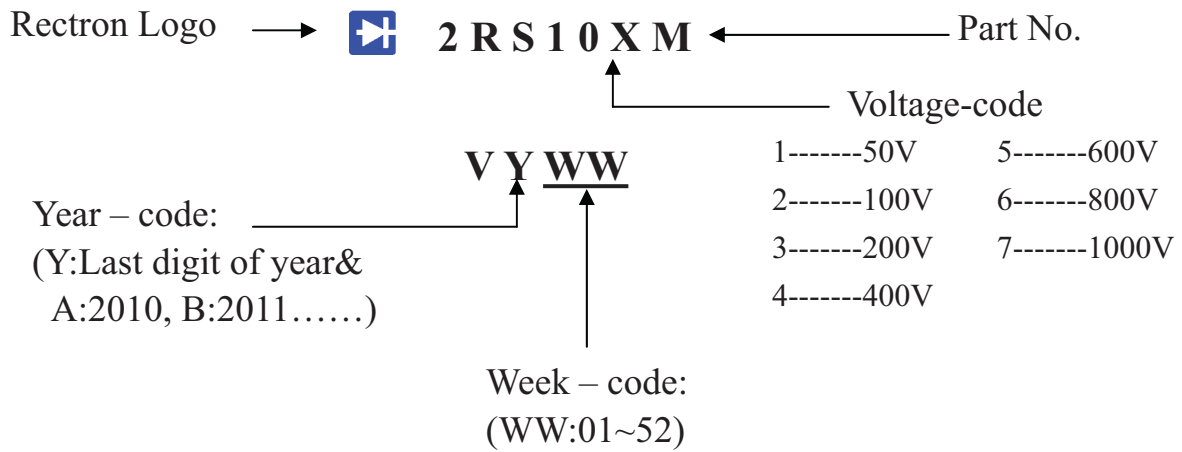 Rectron Logo
2 R S 1 0 X M
Part No.
Voltage-code
1-------50V 5-------600V
2-------100V 6-------800V
3-------200V 7-------1000V
4-------400V
V Y WW
Year – code:
(Y:Last digit of year&
A:2010, B:2011……)
Week – code:
(WW:01~52)